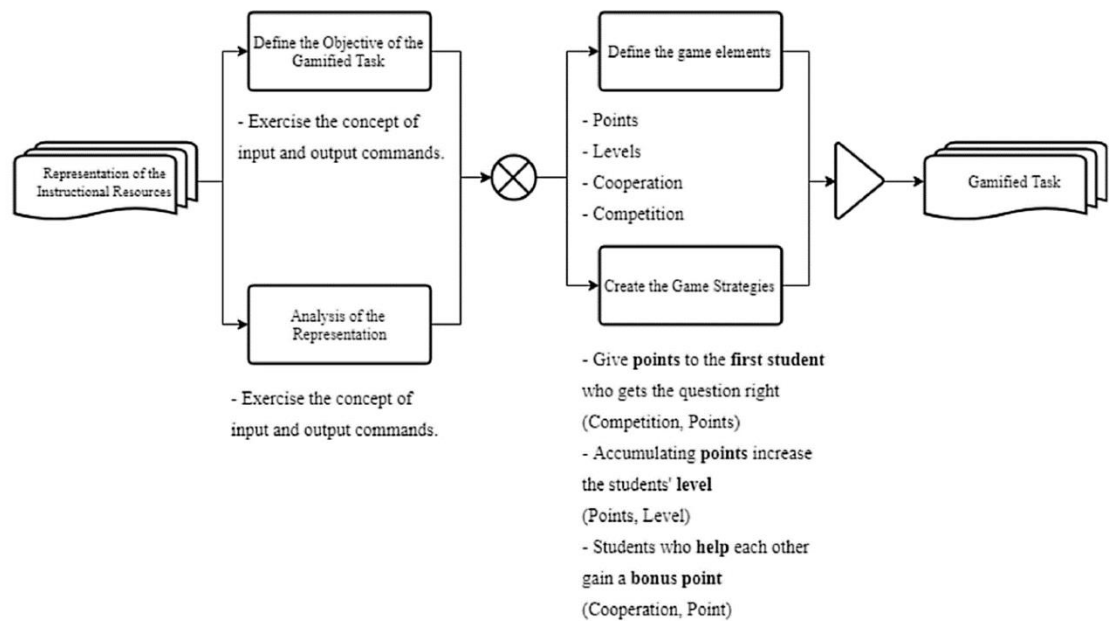 Representation of the
Instructional Resources
Define the Objective of the
Gamified Task
- Exercise the concept of
input and output commands.
Analysis of the
Representation
- Exercise the concept of
input and output commands.
Define the game elements
- Points
- Levels
- Cooperation
- Competition
Create the Game Strategies
- Give points to the first student
who gets the question right
(Competition, Points)
- Accumulating points increase
the students' level
(Points, Level)
- Students who help each other
gain a bonus point
(Cooperation, Point)
Gamified Task